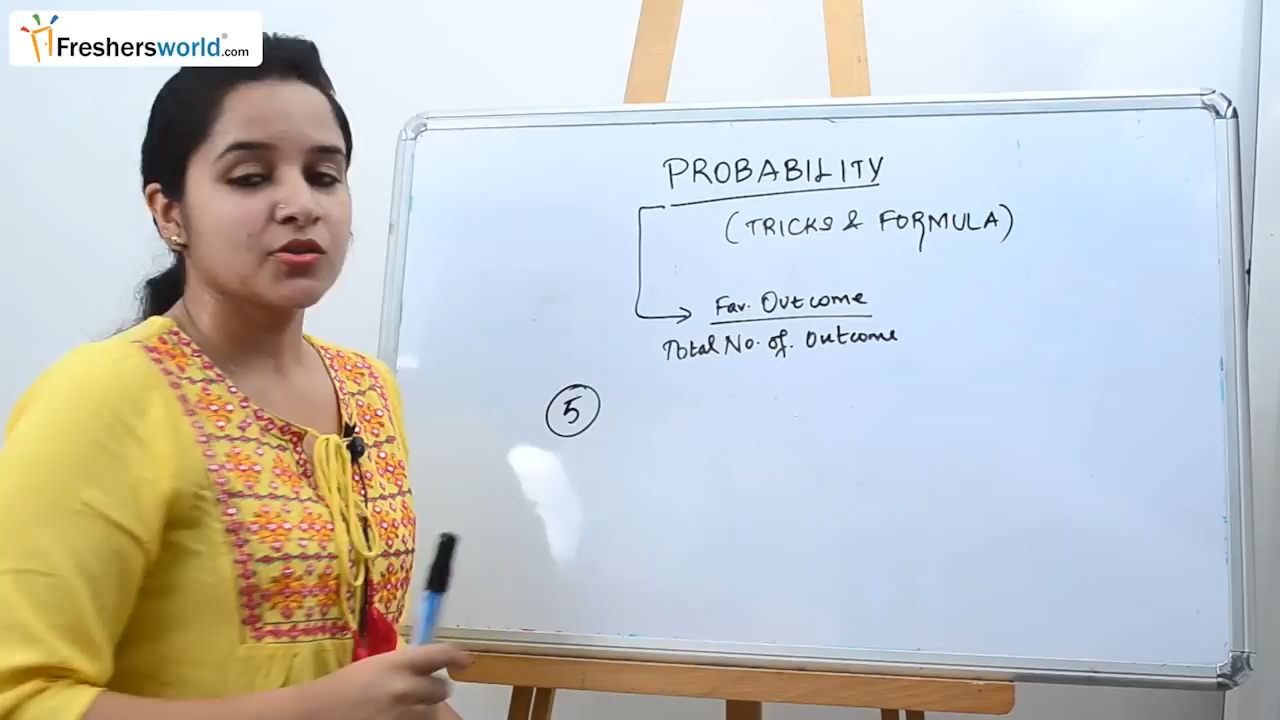 Freshersworld.com
PROBABILITY
(TRICKS & FORMULA)
Fav. Outcome
Total No. of. Outcome
5